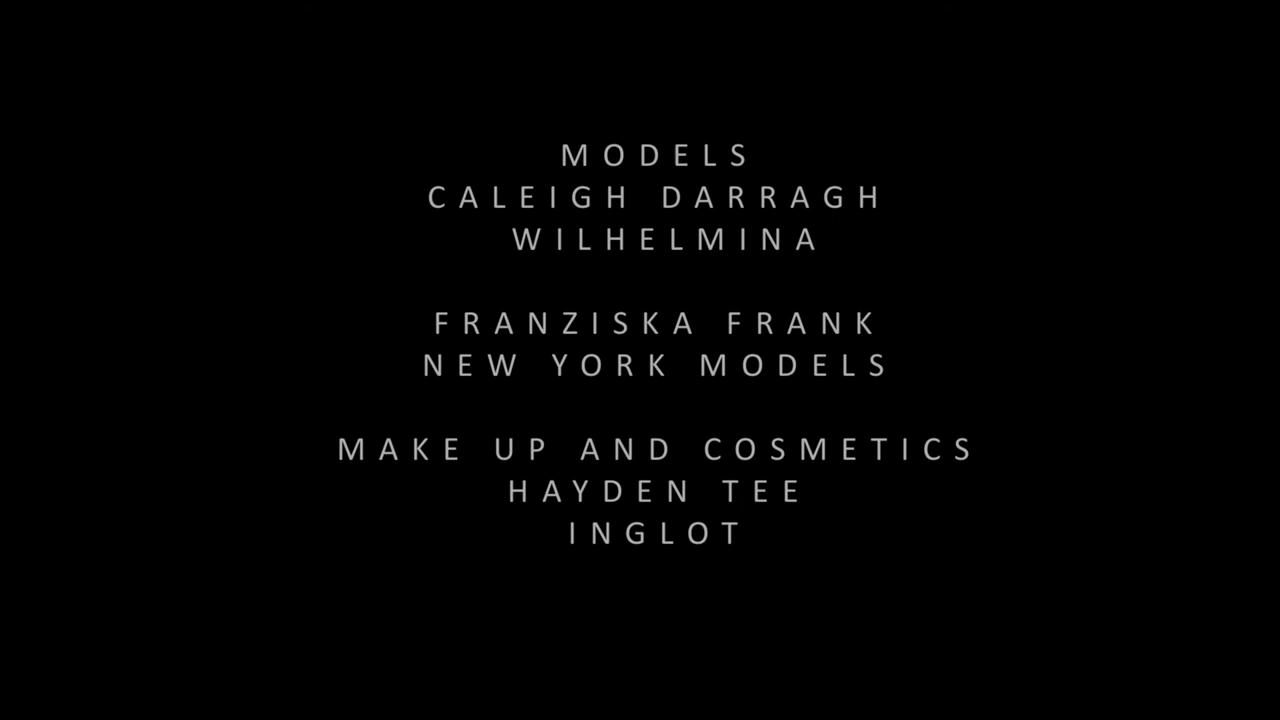 MODELS
CALEIGH DARRAGH
WILHELMINA
FRANZISKA FRANK
NEW YORK MODELS
MAKE UP AND COSMETICS
HAYDEN TEE
INGLOT